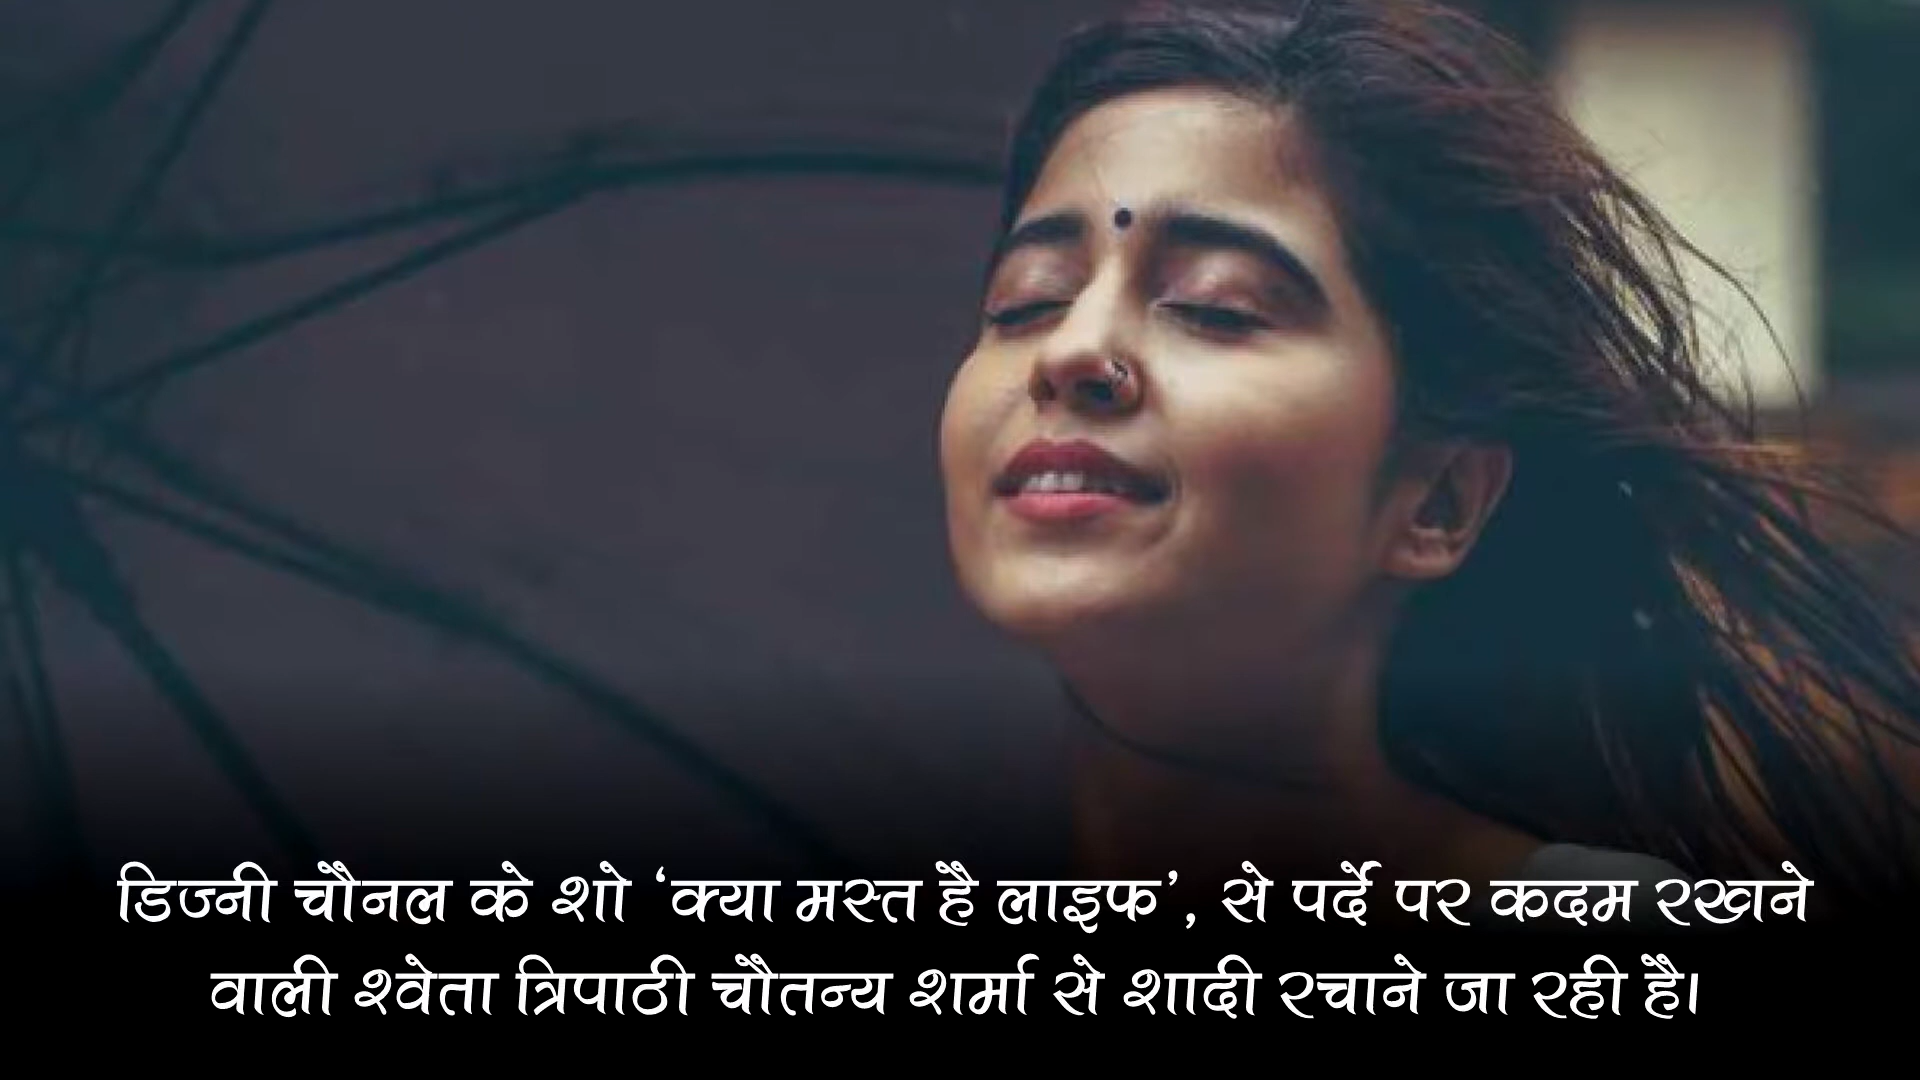 डिज्नी चौनल के शो ‘क्या मस्त है लाइफ’, से पर्दे पर कदम रखने
वाली श्वेता त्रिपाठी चौतन्य शर्मा से शादी रचाने जा रही है।